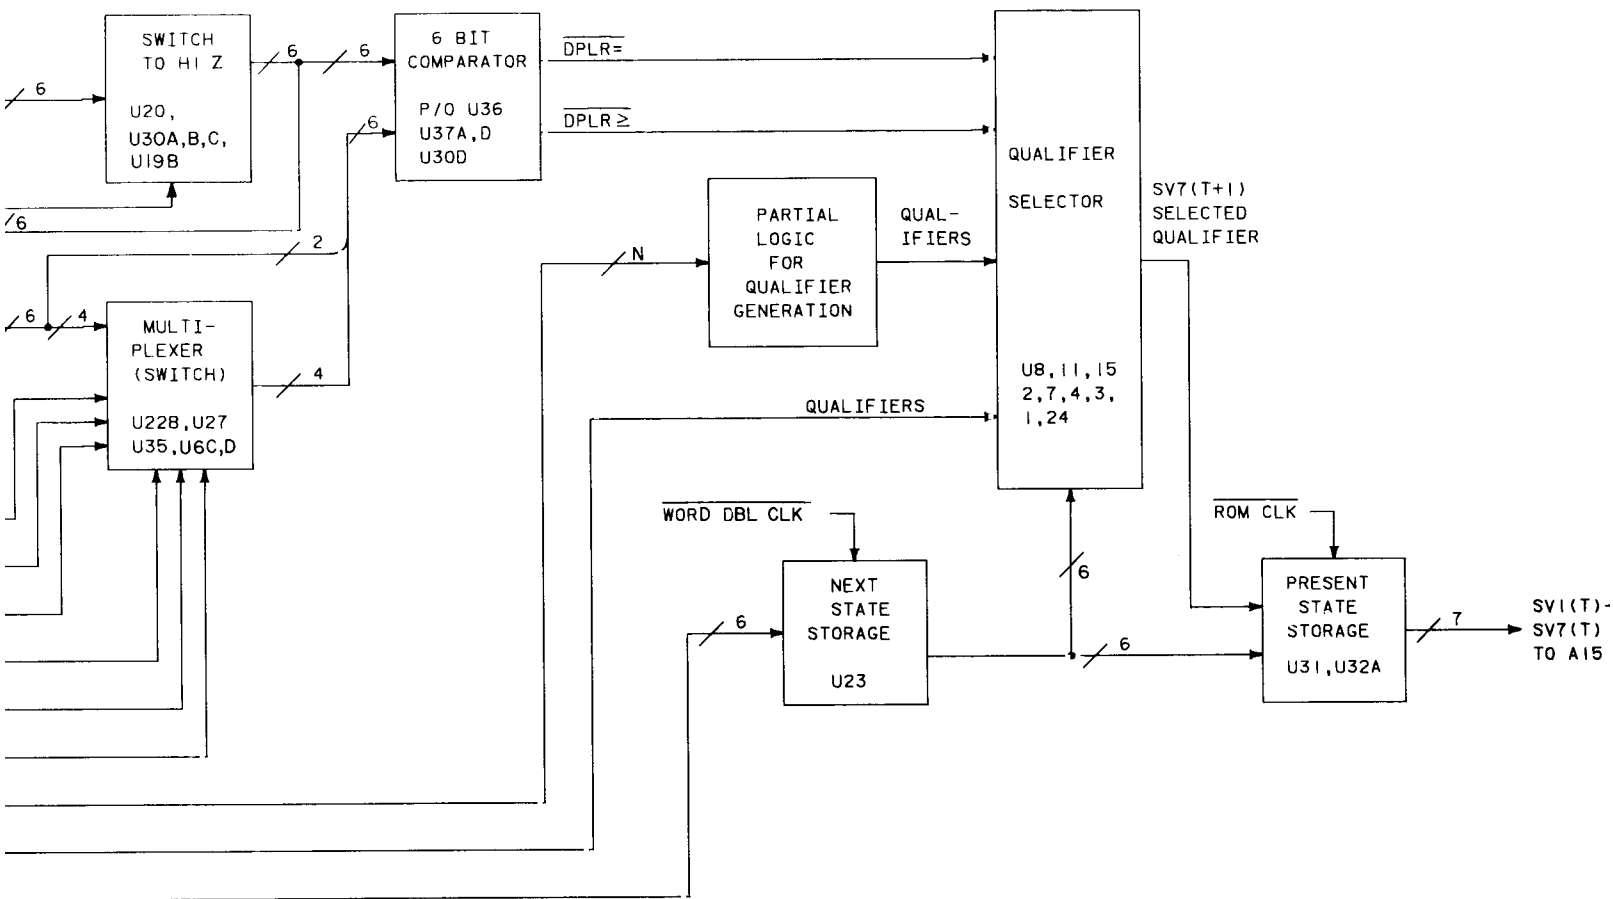 SWITCH
TO HI Z
U20,
U30A,B,C,
U19B
6
6
6
6
6
2
6 BIT
COMPARATOR
P/O U36
U37A,D
U30D
6
DPLR=
DPLR≥
QUALIFIER
SELECTOR
U8,11,15
2,7,4,3,
1,24
SV7(T+1)
SELECTED
QUALIFIER
N
PARTIAL
LOGIC
FOR
QUALIFIER
GENERATION
QUAL-
IFIERS
6
4
MULTI-
PLEXER
(SWITCH)
U22B,U27
U35,U6C,D
4
QUALIFIERS
WORD DBL CLK
6
NEXT
STATE
STORAGE
U23
6
6
ROM CLK
PRESENT
STATE
STORAGE
U31,U32A
7
SV1(T)-
SV7(T)
TO A15